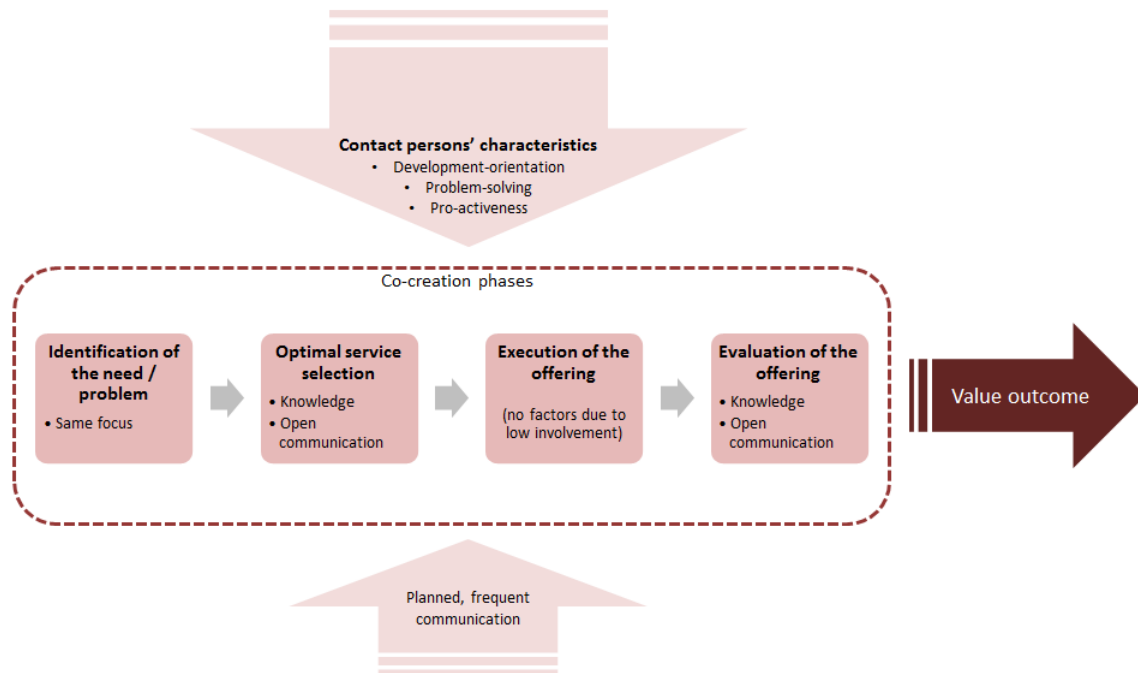 Contact persons' characteristics
• Development-orientation
• Problem-solving
• Pro-activeness
Co-creation phases
Identification of
the need /
problem
• Same focus
Optimal service
selection
• Knowledge
• Open
communication
Execution of the
offering
(no factors due to
low involvement)
Evaluation of the
offering
• Knowledge
• Open
communication
Value outcome
Planned, frequent
communication